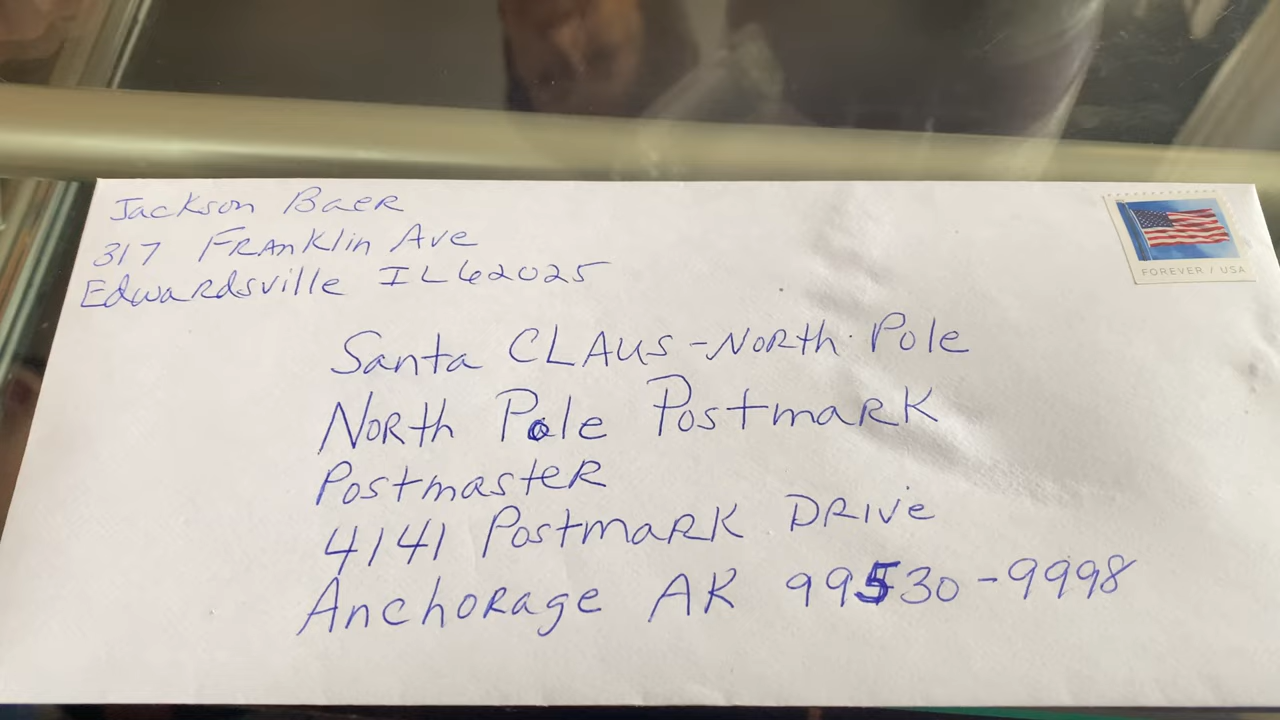 Jackson Baer
317 Franklin Ave
Edwardsville IL 62025
FOREVER / USA
Santa CLAUS - North Pole
North Pole Postmark
Postmaster
4141 Postmark Drive
Anchorage AK 99530-9998